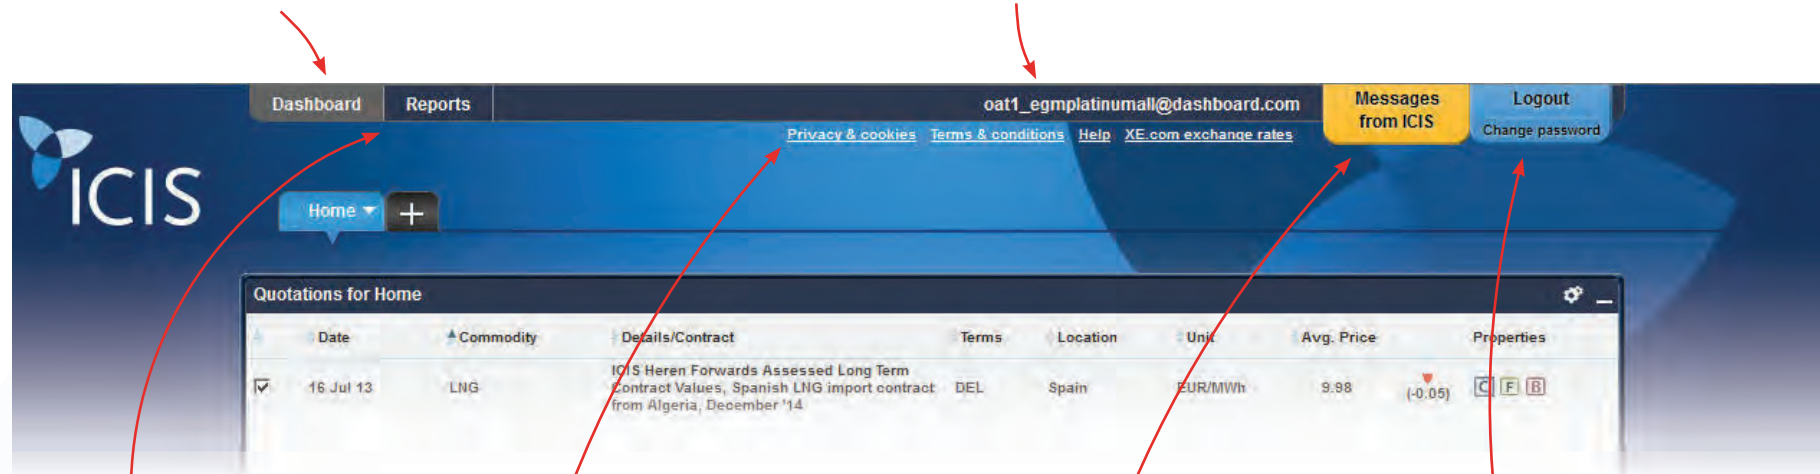 Dashboard Reports oat1_egmplatinumall@dashboard.com Messages from ICIS Logout
Change password
Privacy & cookies Terms & conditions Help XE.com exchange rates
ICIS
Home +
Quotations for Home
Date Commodity Details/Contract Terms Location Unit Avg. Price Properties
16 Jul 13 LNG ICIS Heren Forwards Assessed Long Term
Contract Values, Spanish LNG import contract
from Algeria, December '14 DEL Spain EUR/MWh 9.98 (-0.05) C F B